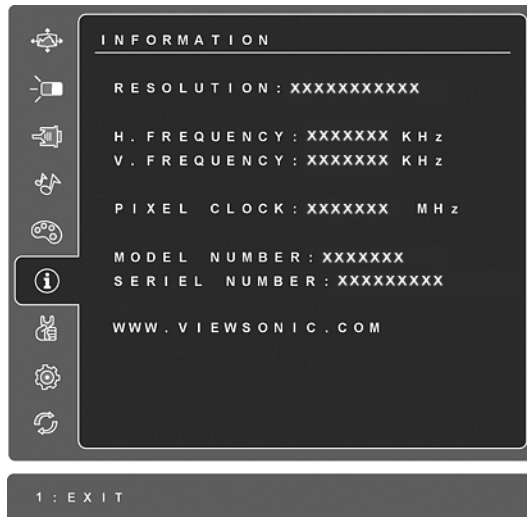 INFORMATION
RESOLUTION: XXXXXXXXXXX
H. FREQUENCY: XXXXXXX KHz
V. FREQUENCY: XXXXXXX KHz
PIXEL CLOCK: XXXXXXX MHz
MODEL NUMBER: XXXXXXX
SERIEL NUMBER: XXXXXXXXX
WWW.VIEWSONIC.COM
1:EXIT